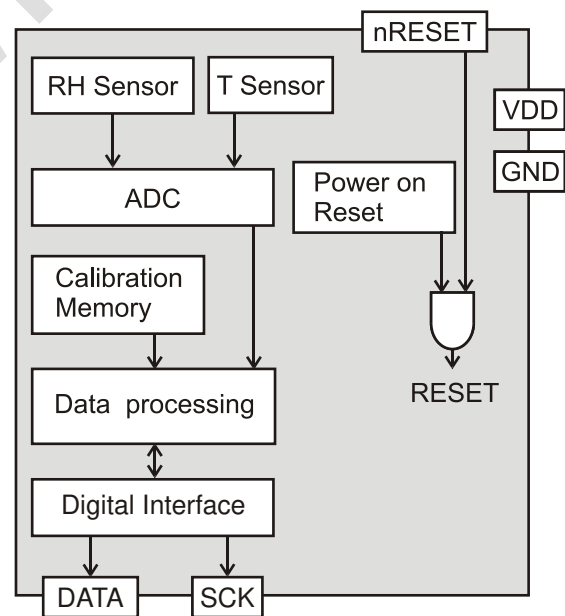 nRESET
RH Sensor
T Sensor
VDD
ADC
Power on
Reset
GND
Calibration
Memory
Data processing
RESET
Digital Interface
DATA
SCK